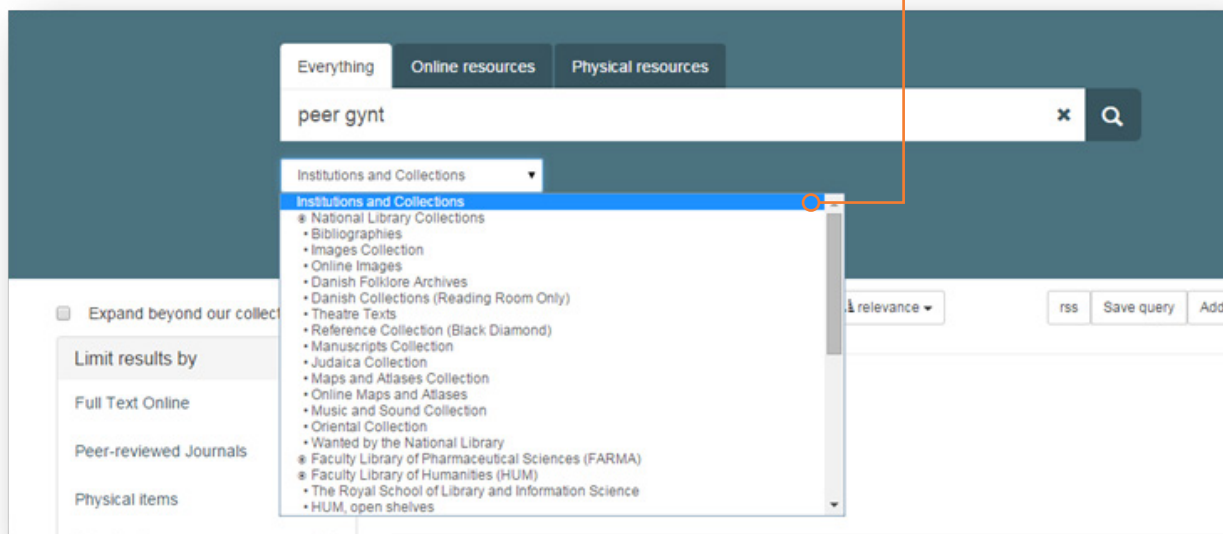 Everything Online resources Physical resources
peer gynt
Institutions and Collections
Institutions and Collections
National Library Collections
• Bibliographies
• Images Collection
• Online Images
• Danish Folklore Archives
• Danish Collections (Reading Room Only)
• Theatre Texts
• Reference Collection (Black Diamond)
• Manuscripts Collection
• Judaica Collection
• Maps and Atlases Collection
• Online Maps and Atlases
• Music and Sound Collection
• Oriental Collection
• Wanted by the National Library
Faculty Library of Pharmaceutical Sciences (FARMA)
Faculty Library of Humanities (HUM)
• The Royal School of Library and Information Science
• HUM, open shelves
relevance rss Save query Add
Expand beyond our collect
Limit results by
Full Text Online
Peer-reviewed Journals
Physical items